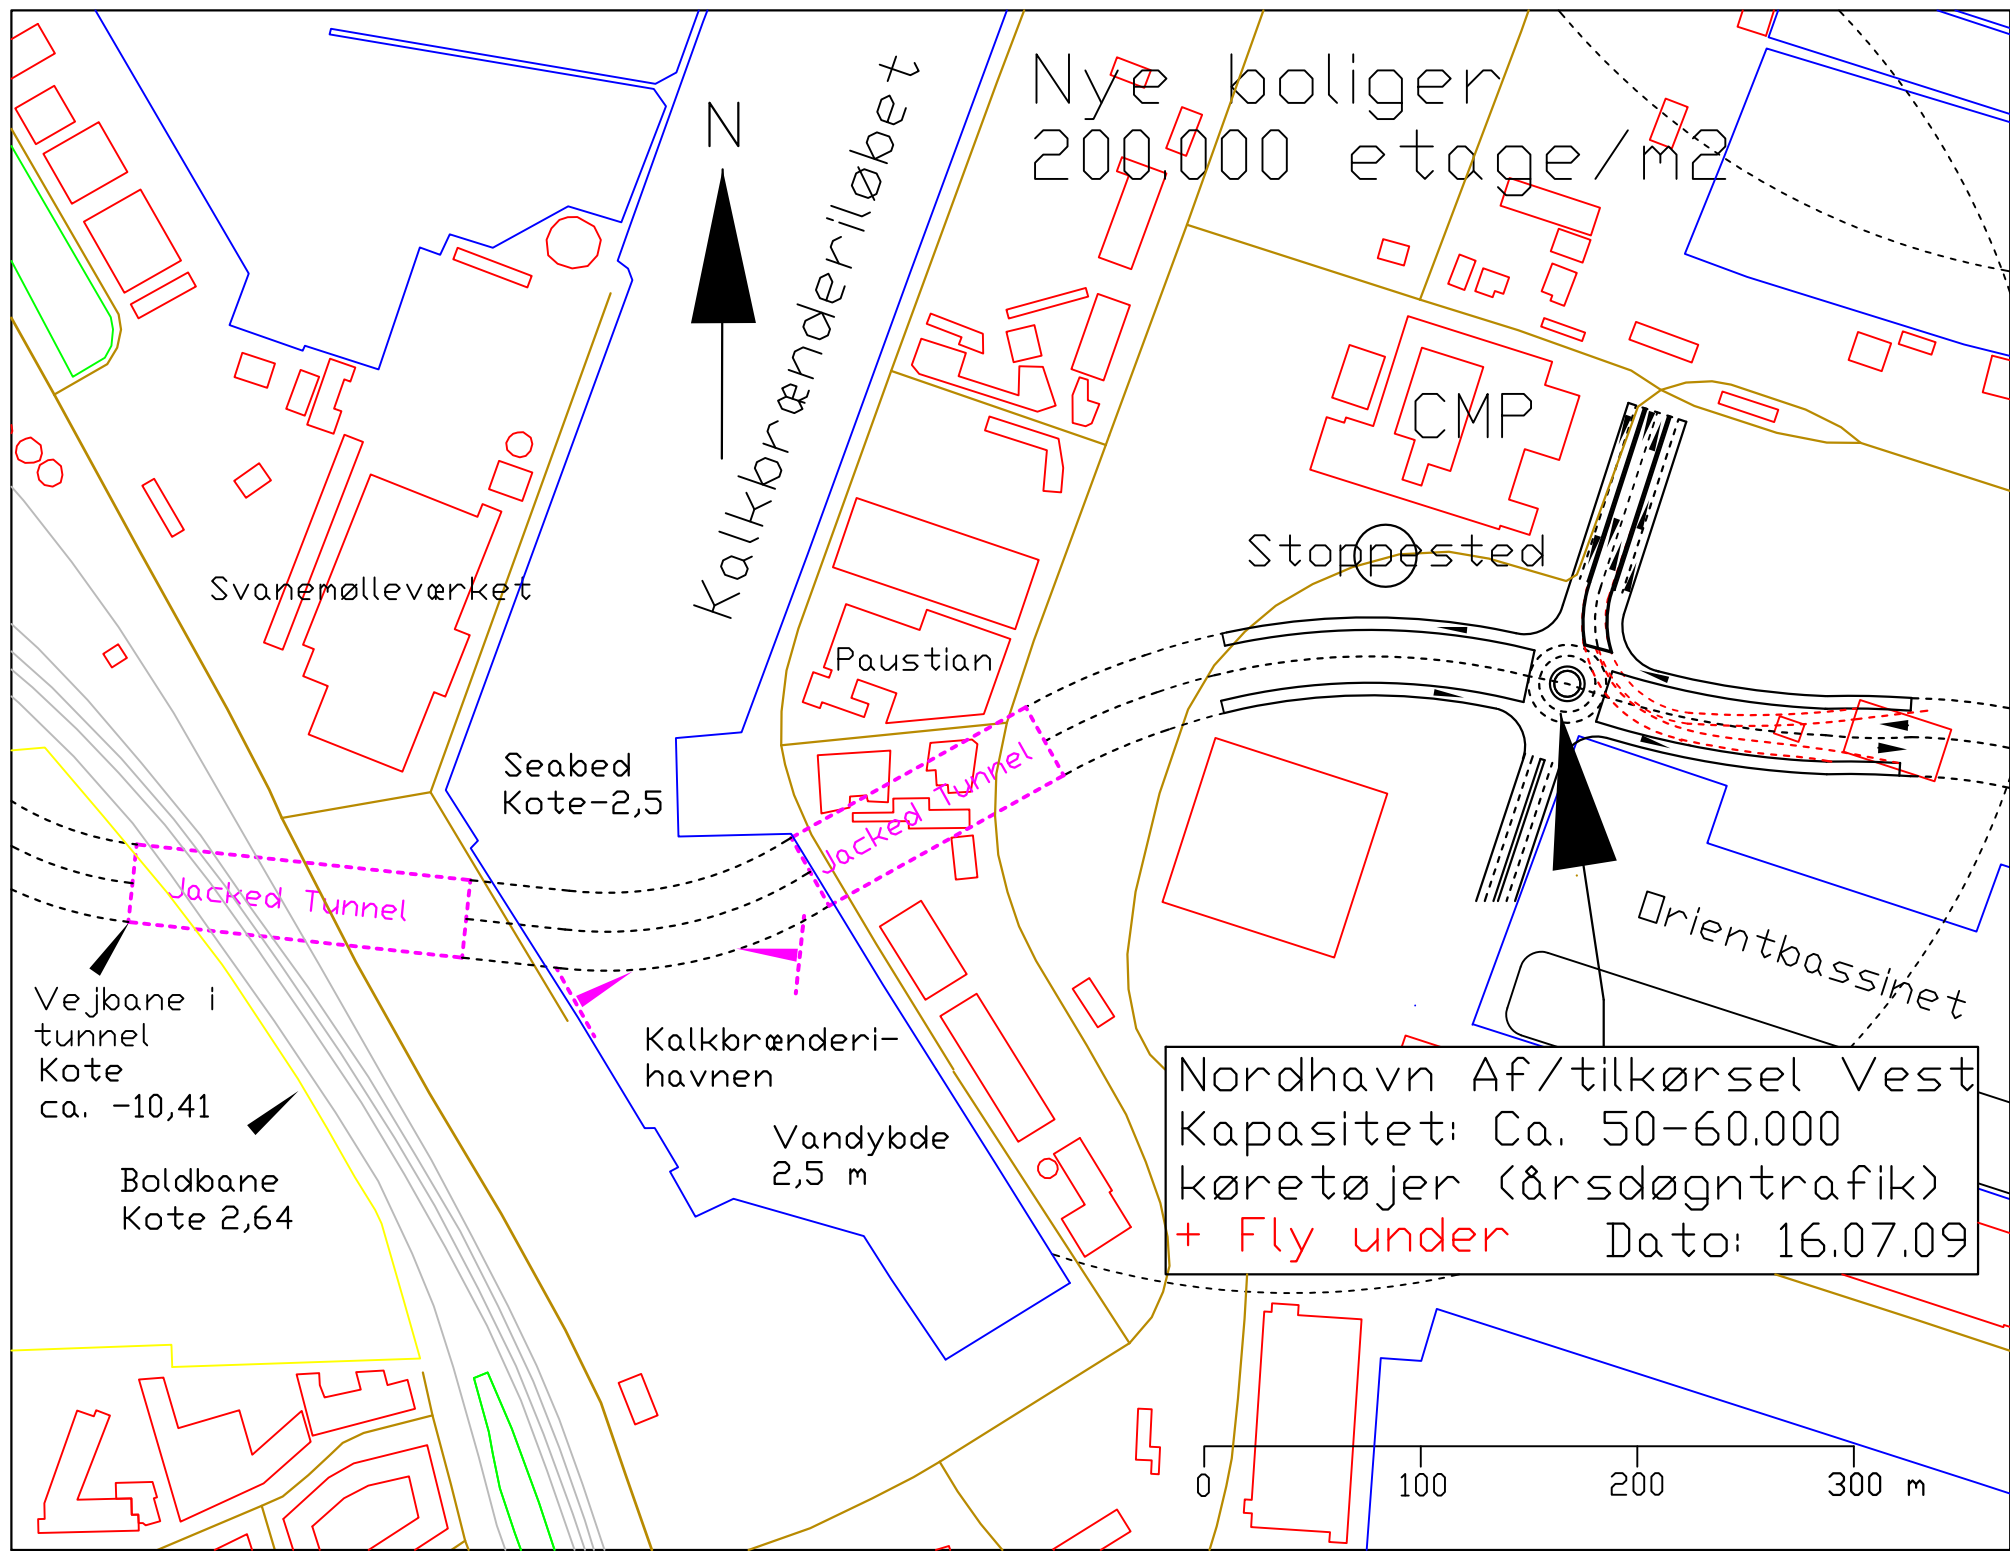 Nye boliger
200.000 etage/m2
N
Kalkbrænderiløbet
CMP
Stoppested
Svanemølleværket
Paustian
Seabed
Kote-2,5
Jacked Tunnel
Jacked Tunnel
Orientbassinet
Vejbane i
tunnel
Kote
ca. -10,41
Kalkbrænderi-
havnen
Vandybde
2,5 m
Boldbane
Kote 2,64
Nordhavn Af/tilkørsel Vest
Kapasitet: Ca. 50-60.000
køretøjer (årsdøgntrafik)
+ Fly under Dato: 16.07.09
0 100 200 300 m